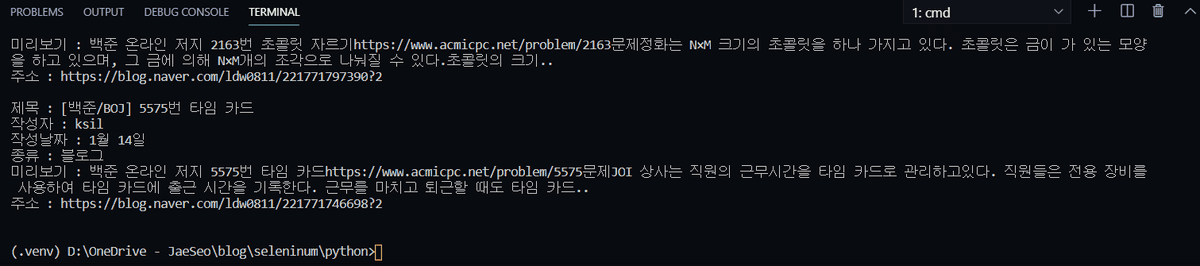 PROBLEMS OUTPUT DEBUG CONSOLE TERMINAL 1: cmd
미리보기 : 백준 온라인 저지 2163번 초콜릿 자르기https://www.acmicpc.net/problem/2163문제정화는 N×M 크기의 초콜릿을 하나 가지고 있다. 초콜릿은 금이 가 있는 모양
을 하고 있으며, 그 금에 의해 N×M개의 조각으로 나눠질 수 있다.초콜릿의 크기..
주소 : https://blog.naver.com/ldw0811/221771797390?2
제목 : [백준/BOJ] 5575번 타임 카드
작성자 : ksil
작성날짜 : 1월 14일
종류 : 블로그
미리보기 : 백준 온라인 저지 5575번 타임 카드https://www.acmicpc.net/problem/5575문제JOI 상사는 직원의 근무시간을 타임 카드로 관리하고있다. 직원들은 전용 장비를
사용하여 타임 카드에 출근 시간을 기록한다. 근무를 마치고 퇴근할 때도 타임 카드..
주소 : https://blog.naver.com/ldw0811/221771746698?2
(.venv) D:\OneDrive - JaeSeo\blog\seleninum\python>